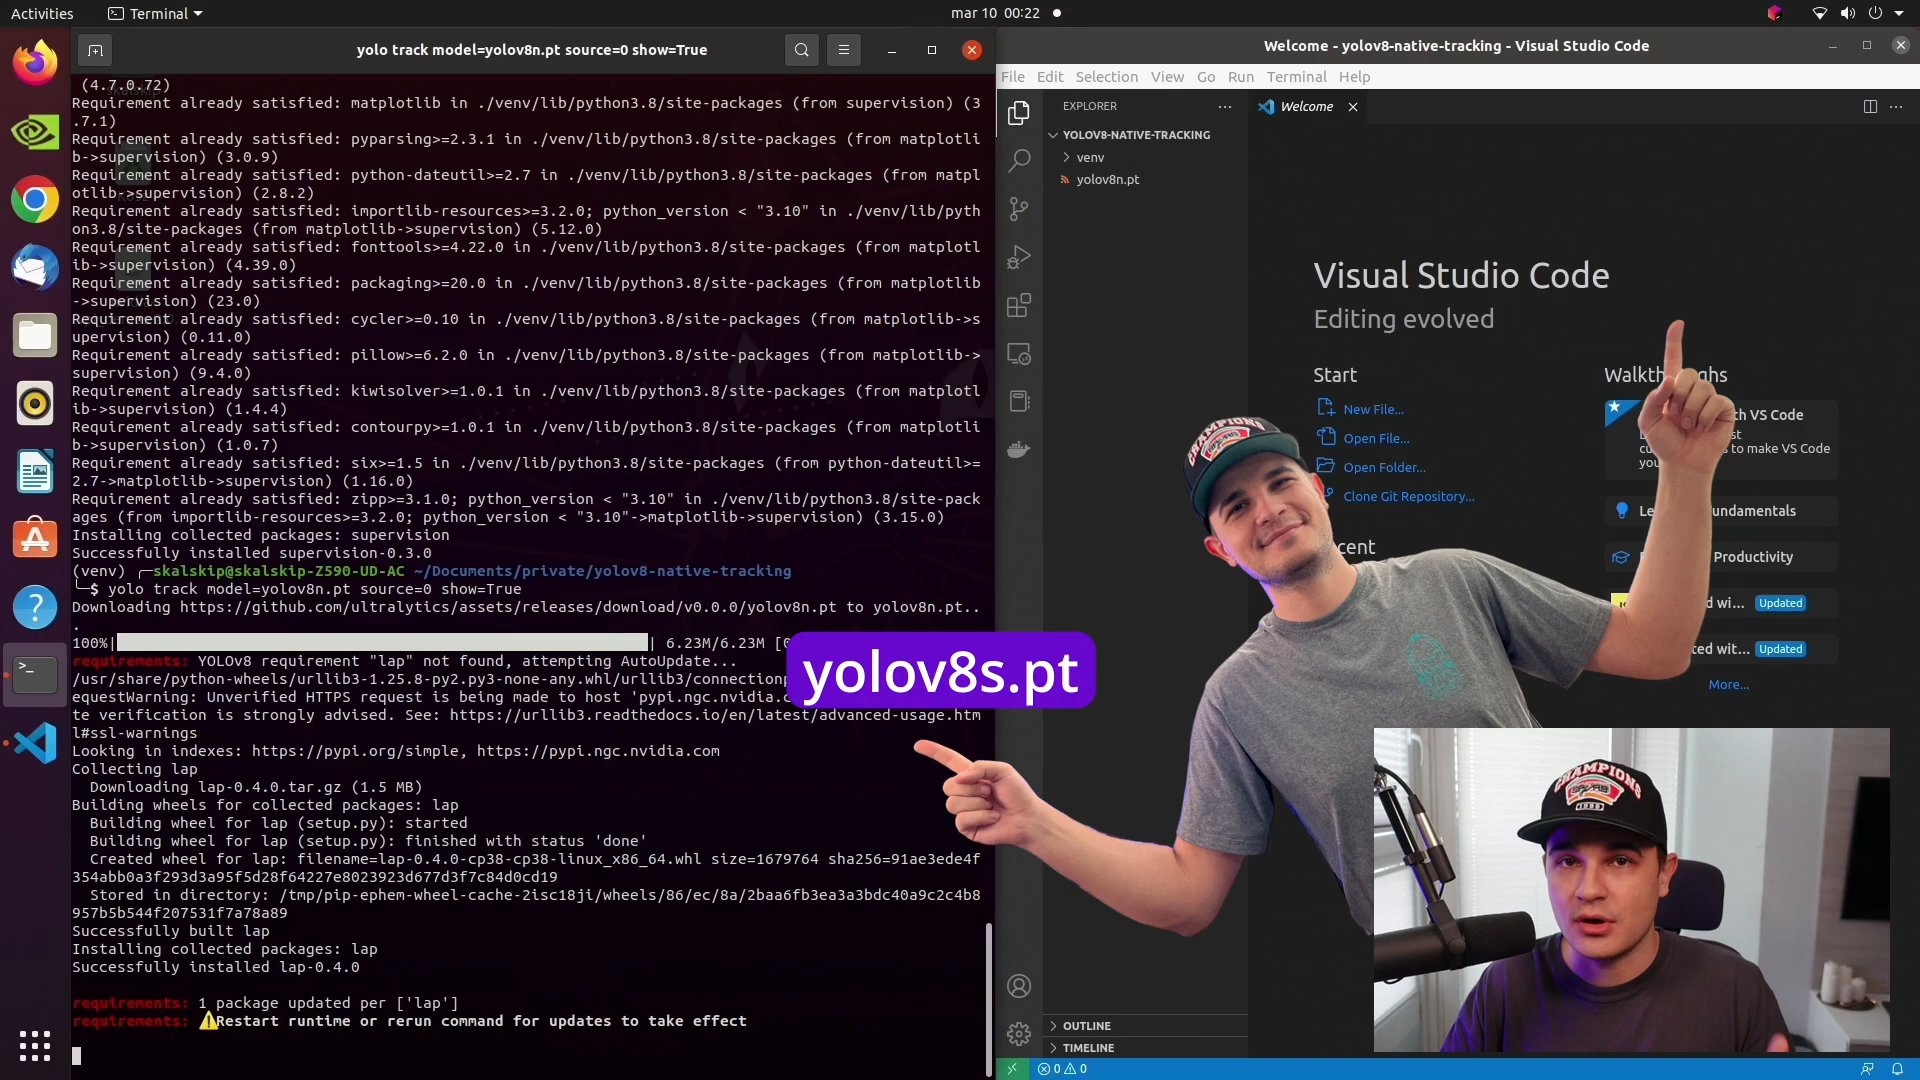 Activities
Terminal
mar 10 00:22
yolo track model=yolov8n.pt source=0 show=True
(4.7.0.72)
Requirement already satisfied: matplotlib in ./venv/lib/python3.8/site-packages (from supervision) (3
.7.1)
Requirement already satisfied: pyparsing>=2.3.1 in ./venv/lib/python3.8/site-packages (from matplotli
b->supervision) (3.0.9)
Requirement already satisfied: python-dateutil>=2.7 in ./venv/lib/python3.8/site-packages (from matpl
otlib->supervision) (2.8.2)
Requirement already satisfied: importlib-resources>=3.2.0; python_version < "3.10" in ./venv/lib/pyth
on3.8/site-packages (from matplotlib->supervision) (5.12.0)
Requirement already satisfied: fonttools>=4.22.0 in ./venv/lib/python3.8/site-packages (from matplotl
ib->supervision) (4.39.0)
Requirement already satisfied: packaging>=20.0 in ./venv/lib/python3.8/site-packages (from matplotlib
->supervision) (23.0)
Requirement already satisfied: cycler>=0.10 in ./venv/lib/python3.8/site-packages (from matplotlib->s
upervision) (0.11.0)
Requirement already satisfied: pillow>=6.2.0 in ./venv/lib/python3.8/site-packages (from matplotlib->
supervision) (9.4.0)
Requirement already satisfied: kiwisolver>=1.0.1 in ./venv/lib/python3.8/site-packages (from matplotl
ib->supervision) (1.4.4)
Requirement already satisfied: contourpy>=1.0.1 in ./venv/lib/python3.8/site-packages (from matplotli
b->supervision) (1.0.7)
Requirement already satisfied: six>=1.5 in ./venv/lib/python3.8/site-packages (from python-dateutil>=
2.7->matplotlib->supervision) (1.16.0)
Requirement already satisfied: zipp>=3.1.0; python_version < "3.10" in ./venv/lib/python3.8/site-pack
ages (from importlib-resources>=3.2.0; python_version < "3.10"->matplotlib->supervision) (3.15.0)
Installing collected packages: supervision
Successfully installed supervision-0.3.0
(venv) ╭─skalskip@skalskip-Z590-UD-AC ~/Documents/private/yolov8-native-tracking
╰─$ yolo track model=yolov8n.pt source=0 show=True
Downloading https://github.com/ultralytics/assets/releases/download/v0.0.0/yolov8n.pt to yolov8n.pt..
.
100%| | 6.23M/6.23M [0
requirements: YOLOv8 requirement "lap" not found, attempting AutoUpdate...
/usr/share/python-wheels/urllib3-1.25.8-py2.py3-none-any.whl/urllib3/connectionp
equestWarning: Unverified HTTPS request is being made to host 'pypi.ngc.nvidia.c
te verification is strongly advised. See: https://urllib3.readthedocs.io/en/latest/advanced-usage.htm
l#ssl-warnings
Looking in indexes: https://pypi.org/simple, https://pypi.ngc.nvidia.com
Collecting lap
Downloading lap-0.4.0.tar.gz (1.5 MB)
Building wheels for collected packages: lap
Building wheel for lap (setup.py): started
Building wheel for lap (setup.py): finished with status 'done'
Created wheel for lap: filename=lap-0.4.0-cp38-cp38-linux_x86_64.whl size=1679764 sha256=91ae3ede4f
354abb0a3f293d3a95f5d28f64227e8023923d677d3f7c84d0cd19
Stored in directory: /tmp/pip-ephem-wheel-cache-2isc18ji/wheels/86/ec/8a/2baa6fb3ea3a3bdc40a9c2c4b8
957b5b544f207531f7a78a89
Successfully built lap
Installing collected packages: lap
Successfully installed lap-0.4.0
requirements: 1 package updated per ['lap']
requirements: ⚠️Restart runtime or rerun command for updates to take effect
yolov8s.pt
Welcome - yolov8-native-tracking - Visual Studio Code
File Edit Selection View Go Run Terminal Help
EXPLORER
YOLOV8-NATIVE-TRACKING
venv
yolov8n.pt
OUTLINE
TIMELINE
0 0
Welcome
Visual Studio Code
Editing evolved
Start
New File...
Open File...
Open Folder...
Clone Git Repository...
cent
VS Code
to make VS Code
undamentals
Productivity
wi... Updated
ted wit... Updated
More...
CHAMPIONS
CHAMPIONS
1999